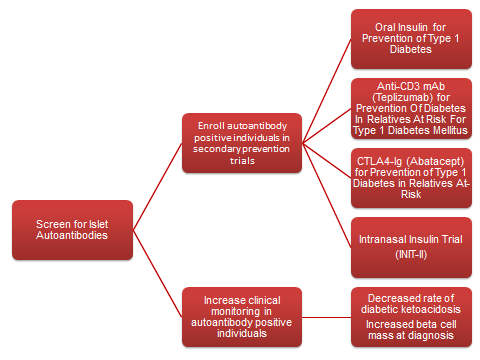 Screen for Islet
Autoantibodies
Enroll autoantibody
positive individuals in
secondary prevention
trials
Oral Insulin for
Prevention of Type 1
Diabetes
Anti-CD3 mAb
(Teplizumab) for
Prevention Of Diabetes
In Relatives At Risk For
Type 1 Diabetes Mellitus
CTLA4-Ig (Abatacept)
for Prevention of Type 1
Diabetes in Relatives At-
Risk
Intranasal Insulin Trial
(INIT-II)
Increase clinical
monitoring in
autoantibody positive
individuals
Decreased rate of
diabetic ketoacidosis
Increased beta cell
mass at diagnosis